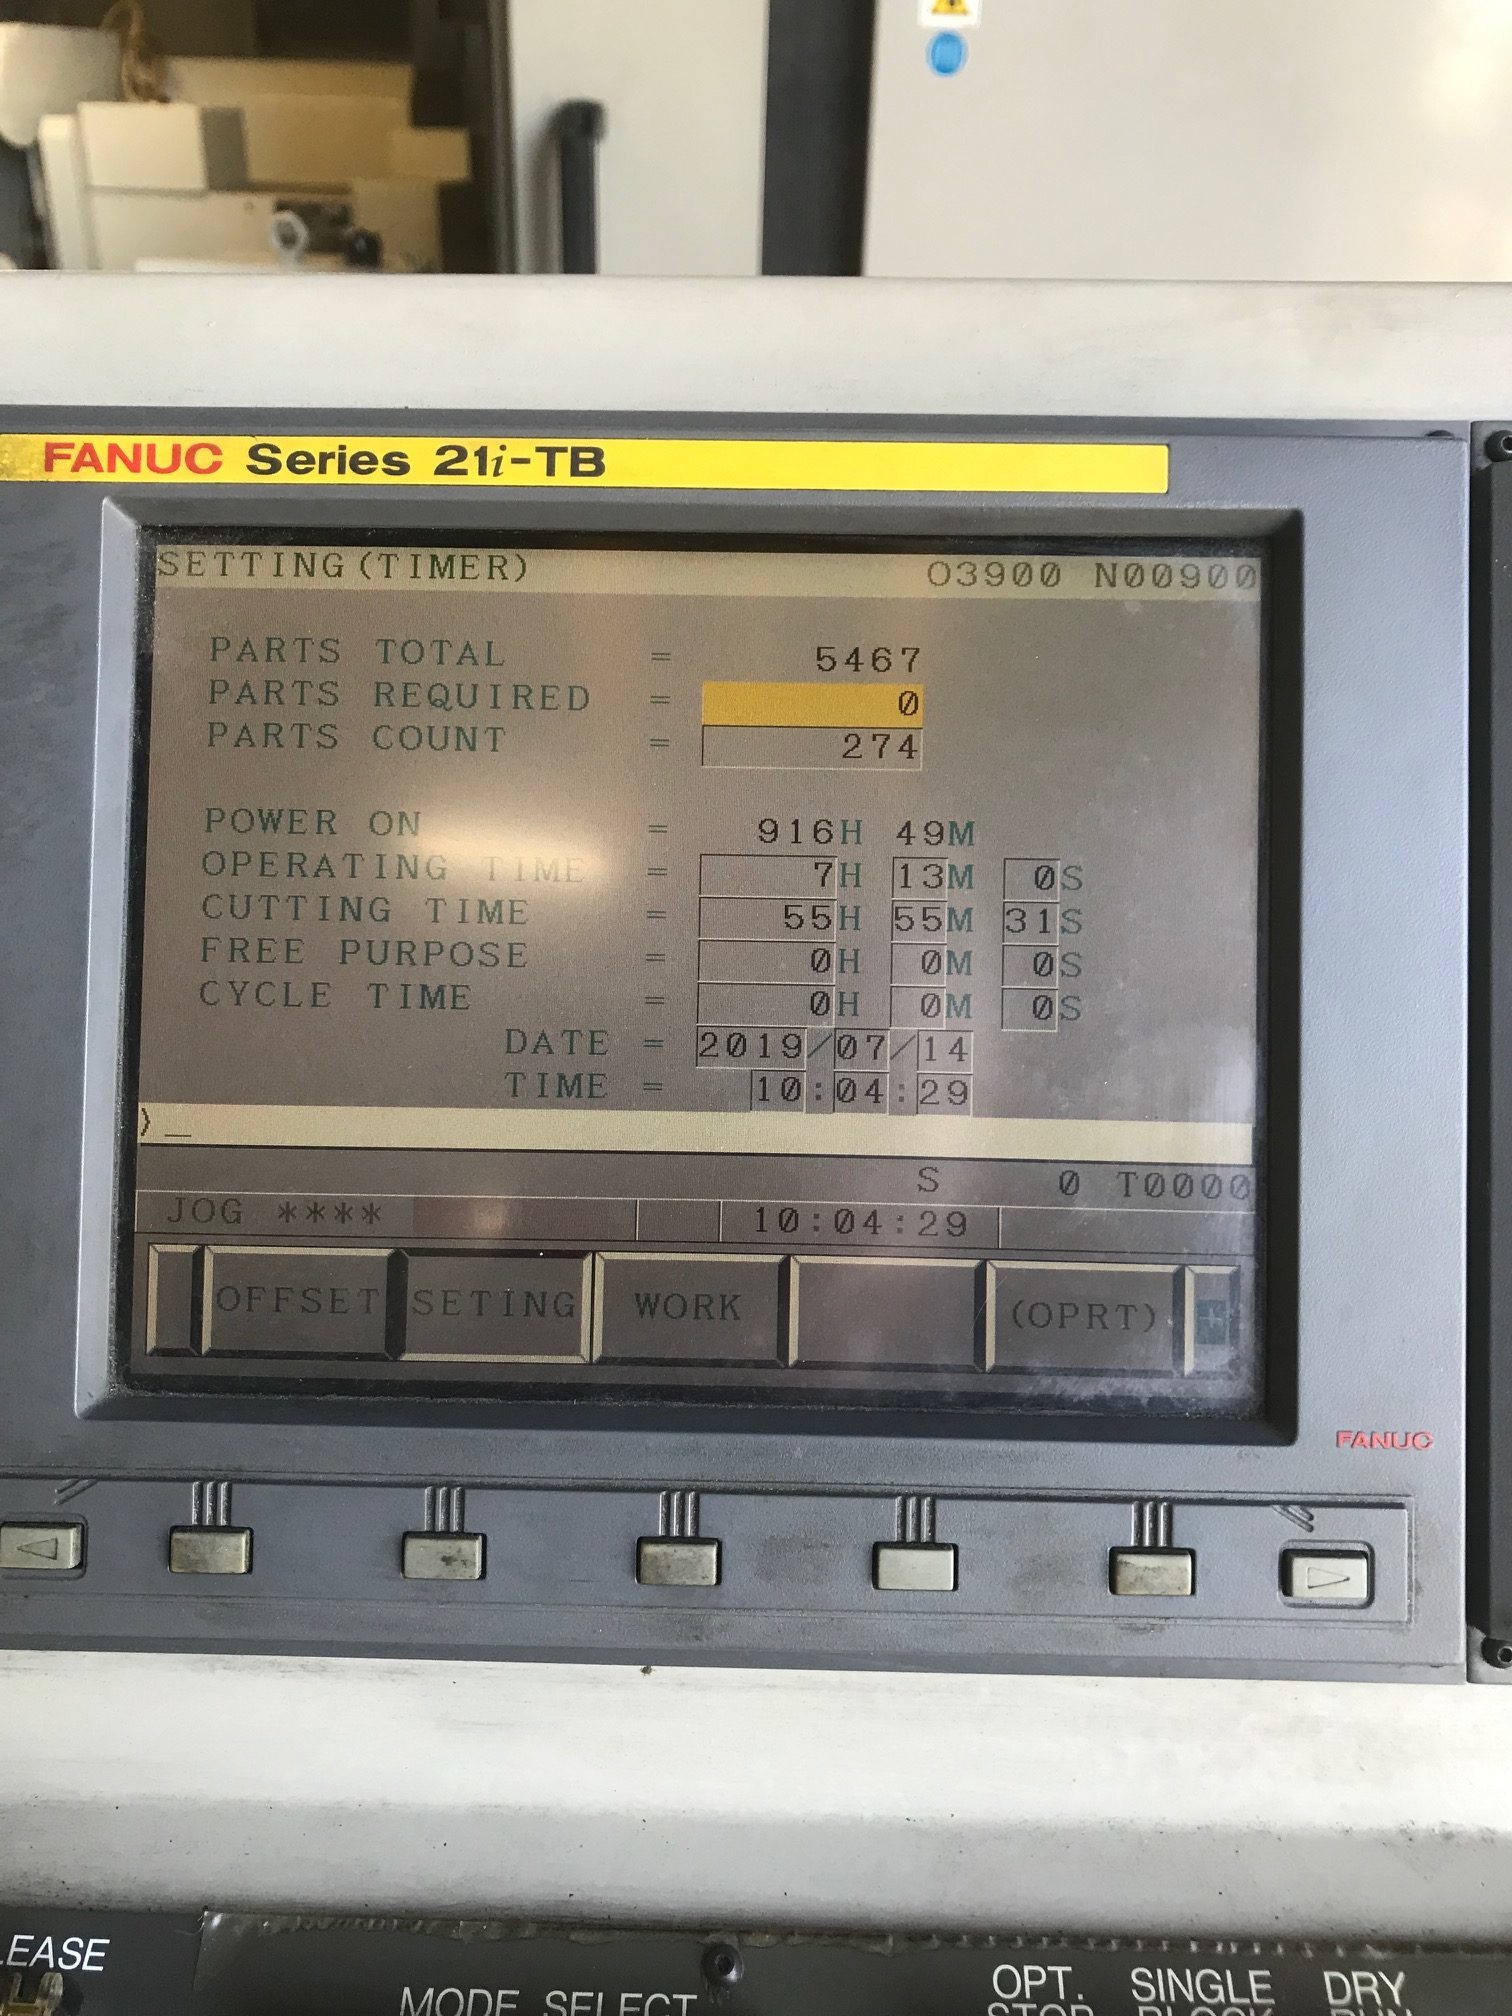 FANUC Series 21i-TB
SETTING(TIMER) O3900 N00900
PARTS TOTAL = 5467
PARTS REQUIRED = 0
PARTS COUNT = 274
POWER ON = 916H 49M
OPERATING TIME = 7H 13M 0S
CUTTING TIME = 55H 55M 31S
FREE PURPOSE = 0H 0M 0S
CYCLE TIME = 0H 0M 0S
DATE = 2019/07/14
TIME = 10:04:29
>_
S 0 T0000
JOG **** 10:04:29
OFFSET SETING WORK (OPRT)
FANUC
LEASE
MODE SELECT
OPT. SINGLE DRY
STOP BLOCK